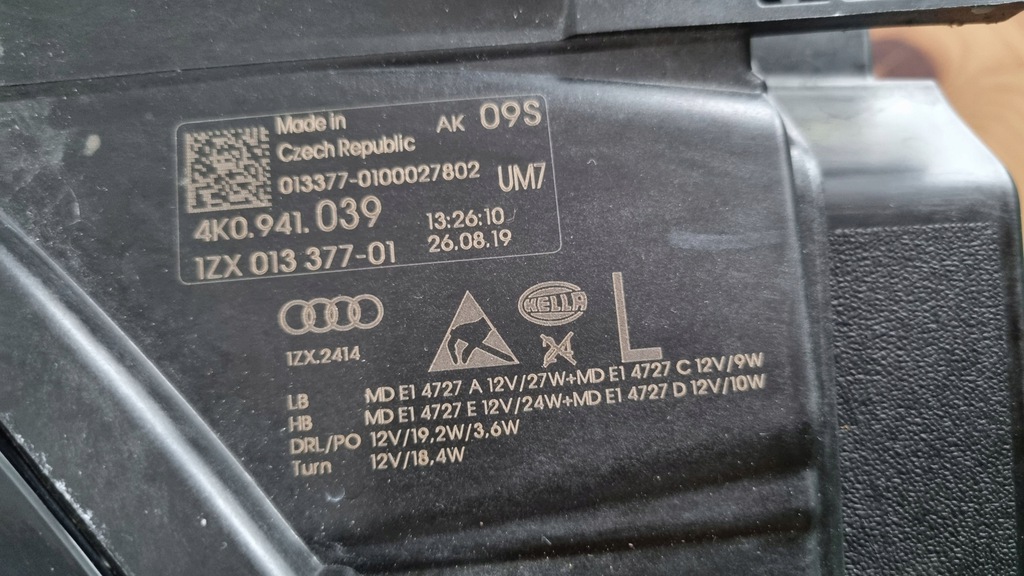 Made in
Czech Republic
AK 09S
013377-0100027802
UM7
4K0.941.039
13:26:10
1ZX 013 377-01
26.08.19
HELLA
L
1ZX.2414
LB MD E1 4727 A 12V/27W+MD E1 4727 C 12V/9W
HB MD E1 4727 E 12V/24W+MD E1 4727 D 12V/10W
DRL/PO 12V/19,2W/3,6W
Turn 12V/18,4W